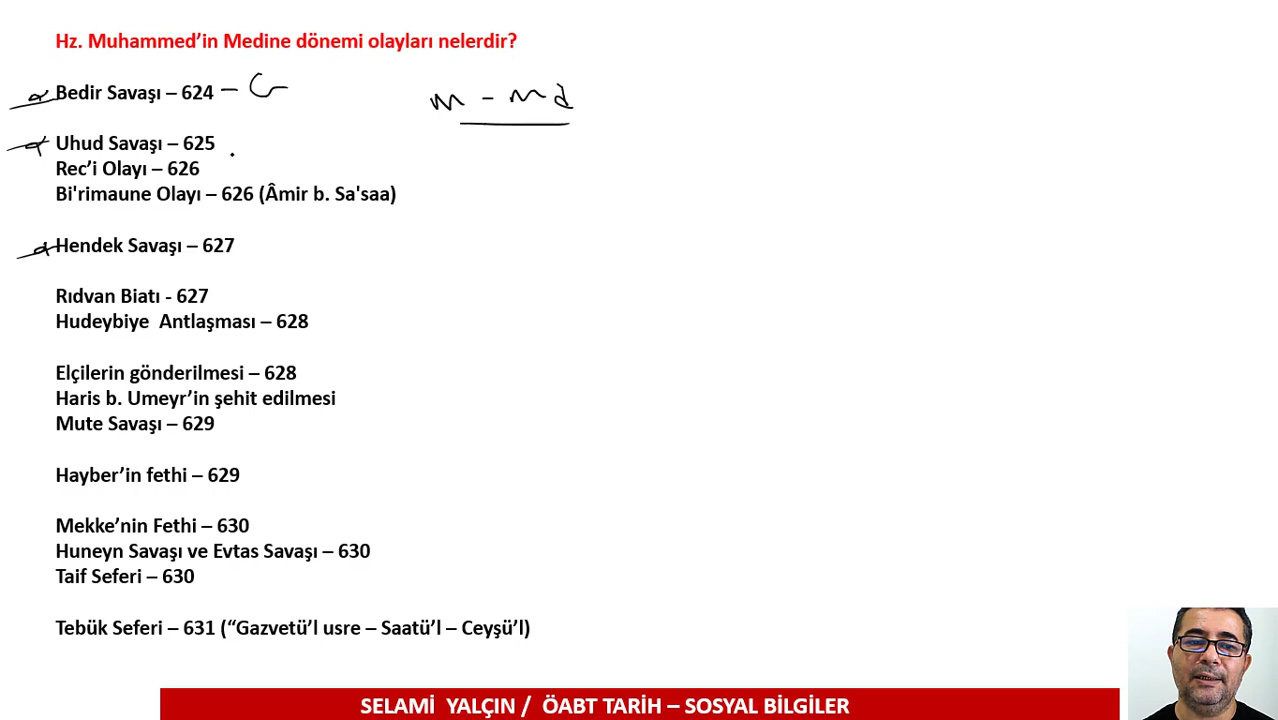 Hz. Muhammed’in Medine dönemi olayları nelerdir?
Bedir Savaşı – 624 – G
m – md
Uhud Savaşı – 625
Rec’i Olayı – 626
Bi'rimaune Olayı – 626 (Âmir b. Sa'saa)
Hendek Savaşı – 627
Rıdvan Biatı - 627
Hudeybiye Antlaşması – 628
Elçilerin gönderilmesi – 628
Haris b. Umeyr’in şehit edilmesi
Mute Savaşı – 629
Hayber’in fethi – 629
Mekke’nin Fethi – 630
Huneyn Savaşı ve Evtas Savaşı – 630
Taif Seferi – 630
Tebük Seferi – 631 (“Gazvetü’l usre – Saatü’l – Ceyşü’l)
SELAMİ YALÇIN / ÖABT TARİH – SOSYAL BİLGİLER